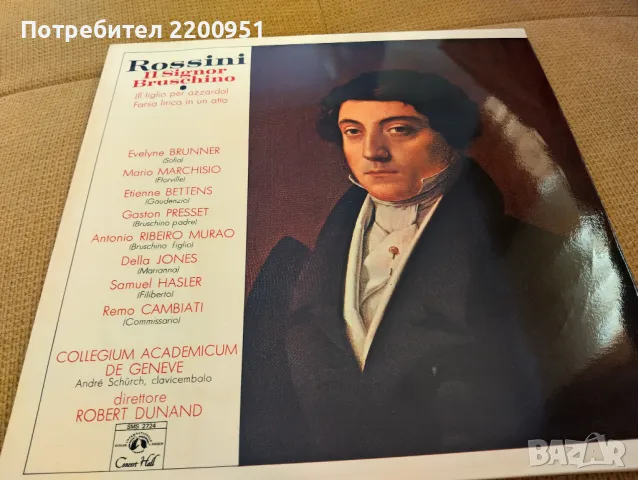 Потребител 2200951
Rossini
Il Signor
Bruschino
(Il figlio per azzardo)
Farsa lirica in un atto
Evelyne BRUNNER
(Sofia)
Mario MARCHISIO
(Florville)
Etienne BETTENS
(Gaudenzio)
Gaston PRESSET
(Bruschino padre)
Antonio RIBEIRO MURAO
(Bruschino figlio)
Della JONES
(Marianna)
Samuel HASLER
(Filiberto)
Remo CAMBIATI
(Commissario)
COLLEGIUM ACADEMICUM
DE GENEVE
André Schürch, clavicembalo
direttore
ROBERT DUNAND
SMS 2724
Concert Hall
BAZAR